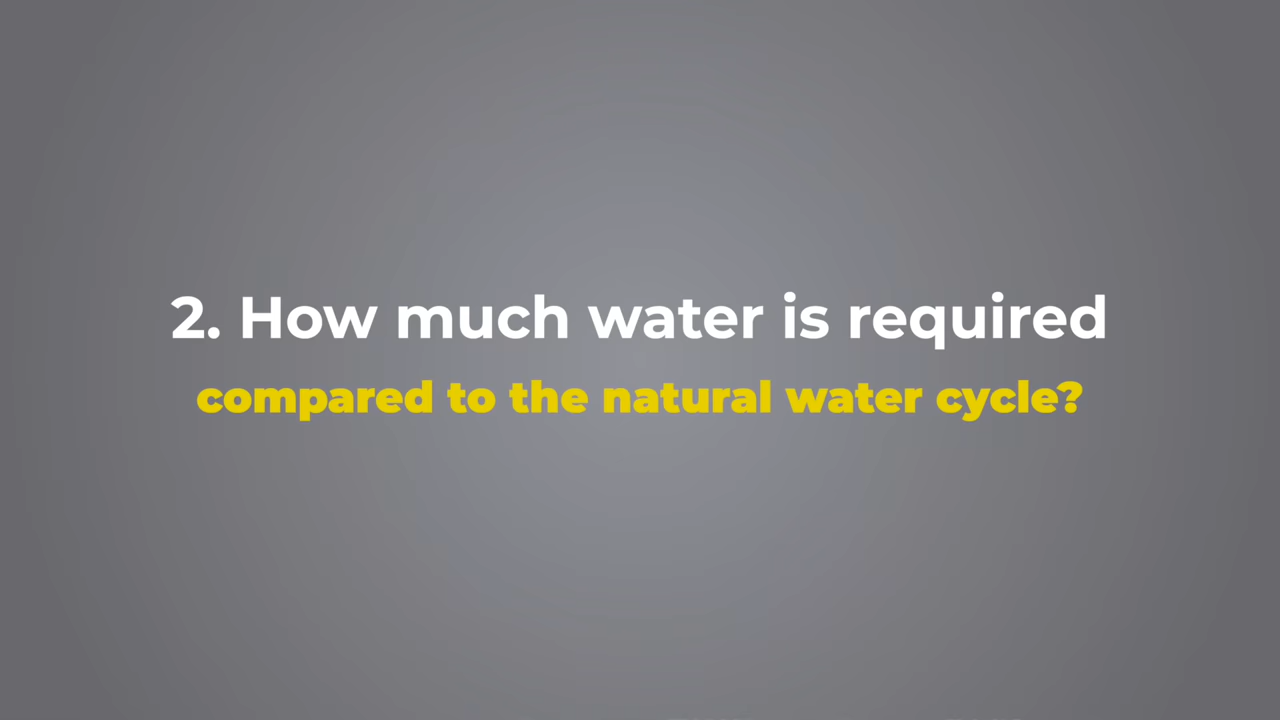 2. How much water is required
compared to the natural water cycle?